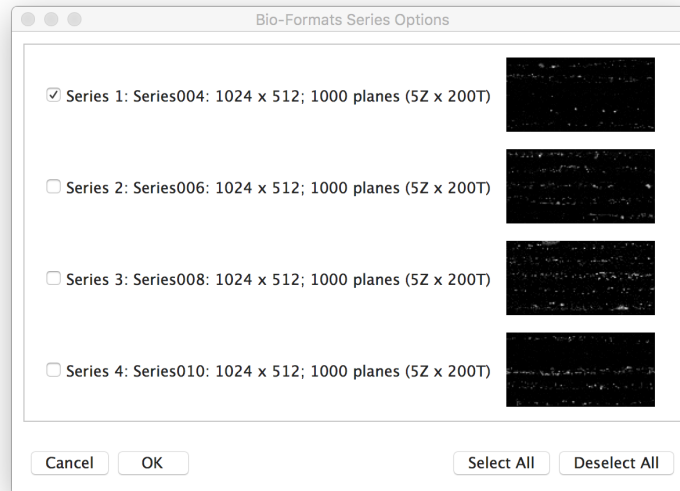 Bio-Formats Series Options
Series 1: Series004: 1024 x 512; 1000 planes (5Z x 200T)
Series 2: Series006: 1024 x 512; 1000 planes (5Z x 200T)
Series 3: Series008: 1024 x 512; 1000 planes (5Z x 200T)
Series 4: Series010: 1024 x 512; 1000 planes (5Z x 200T)
Cancel OK Select All Deselect All